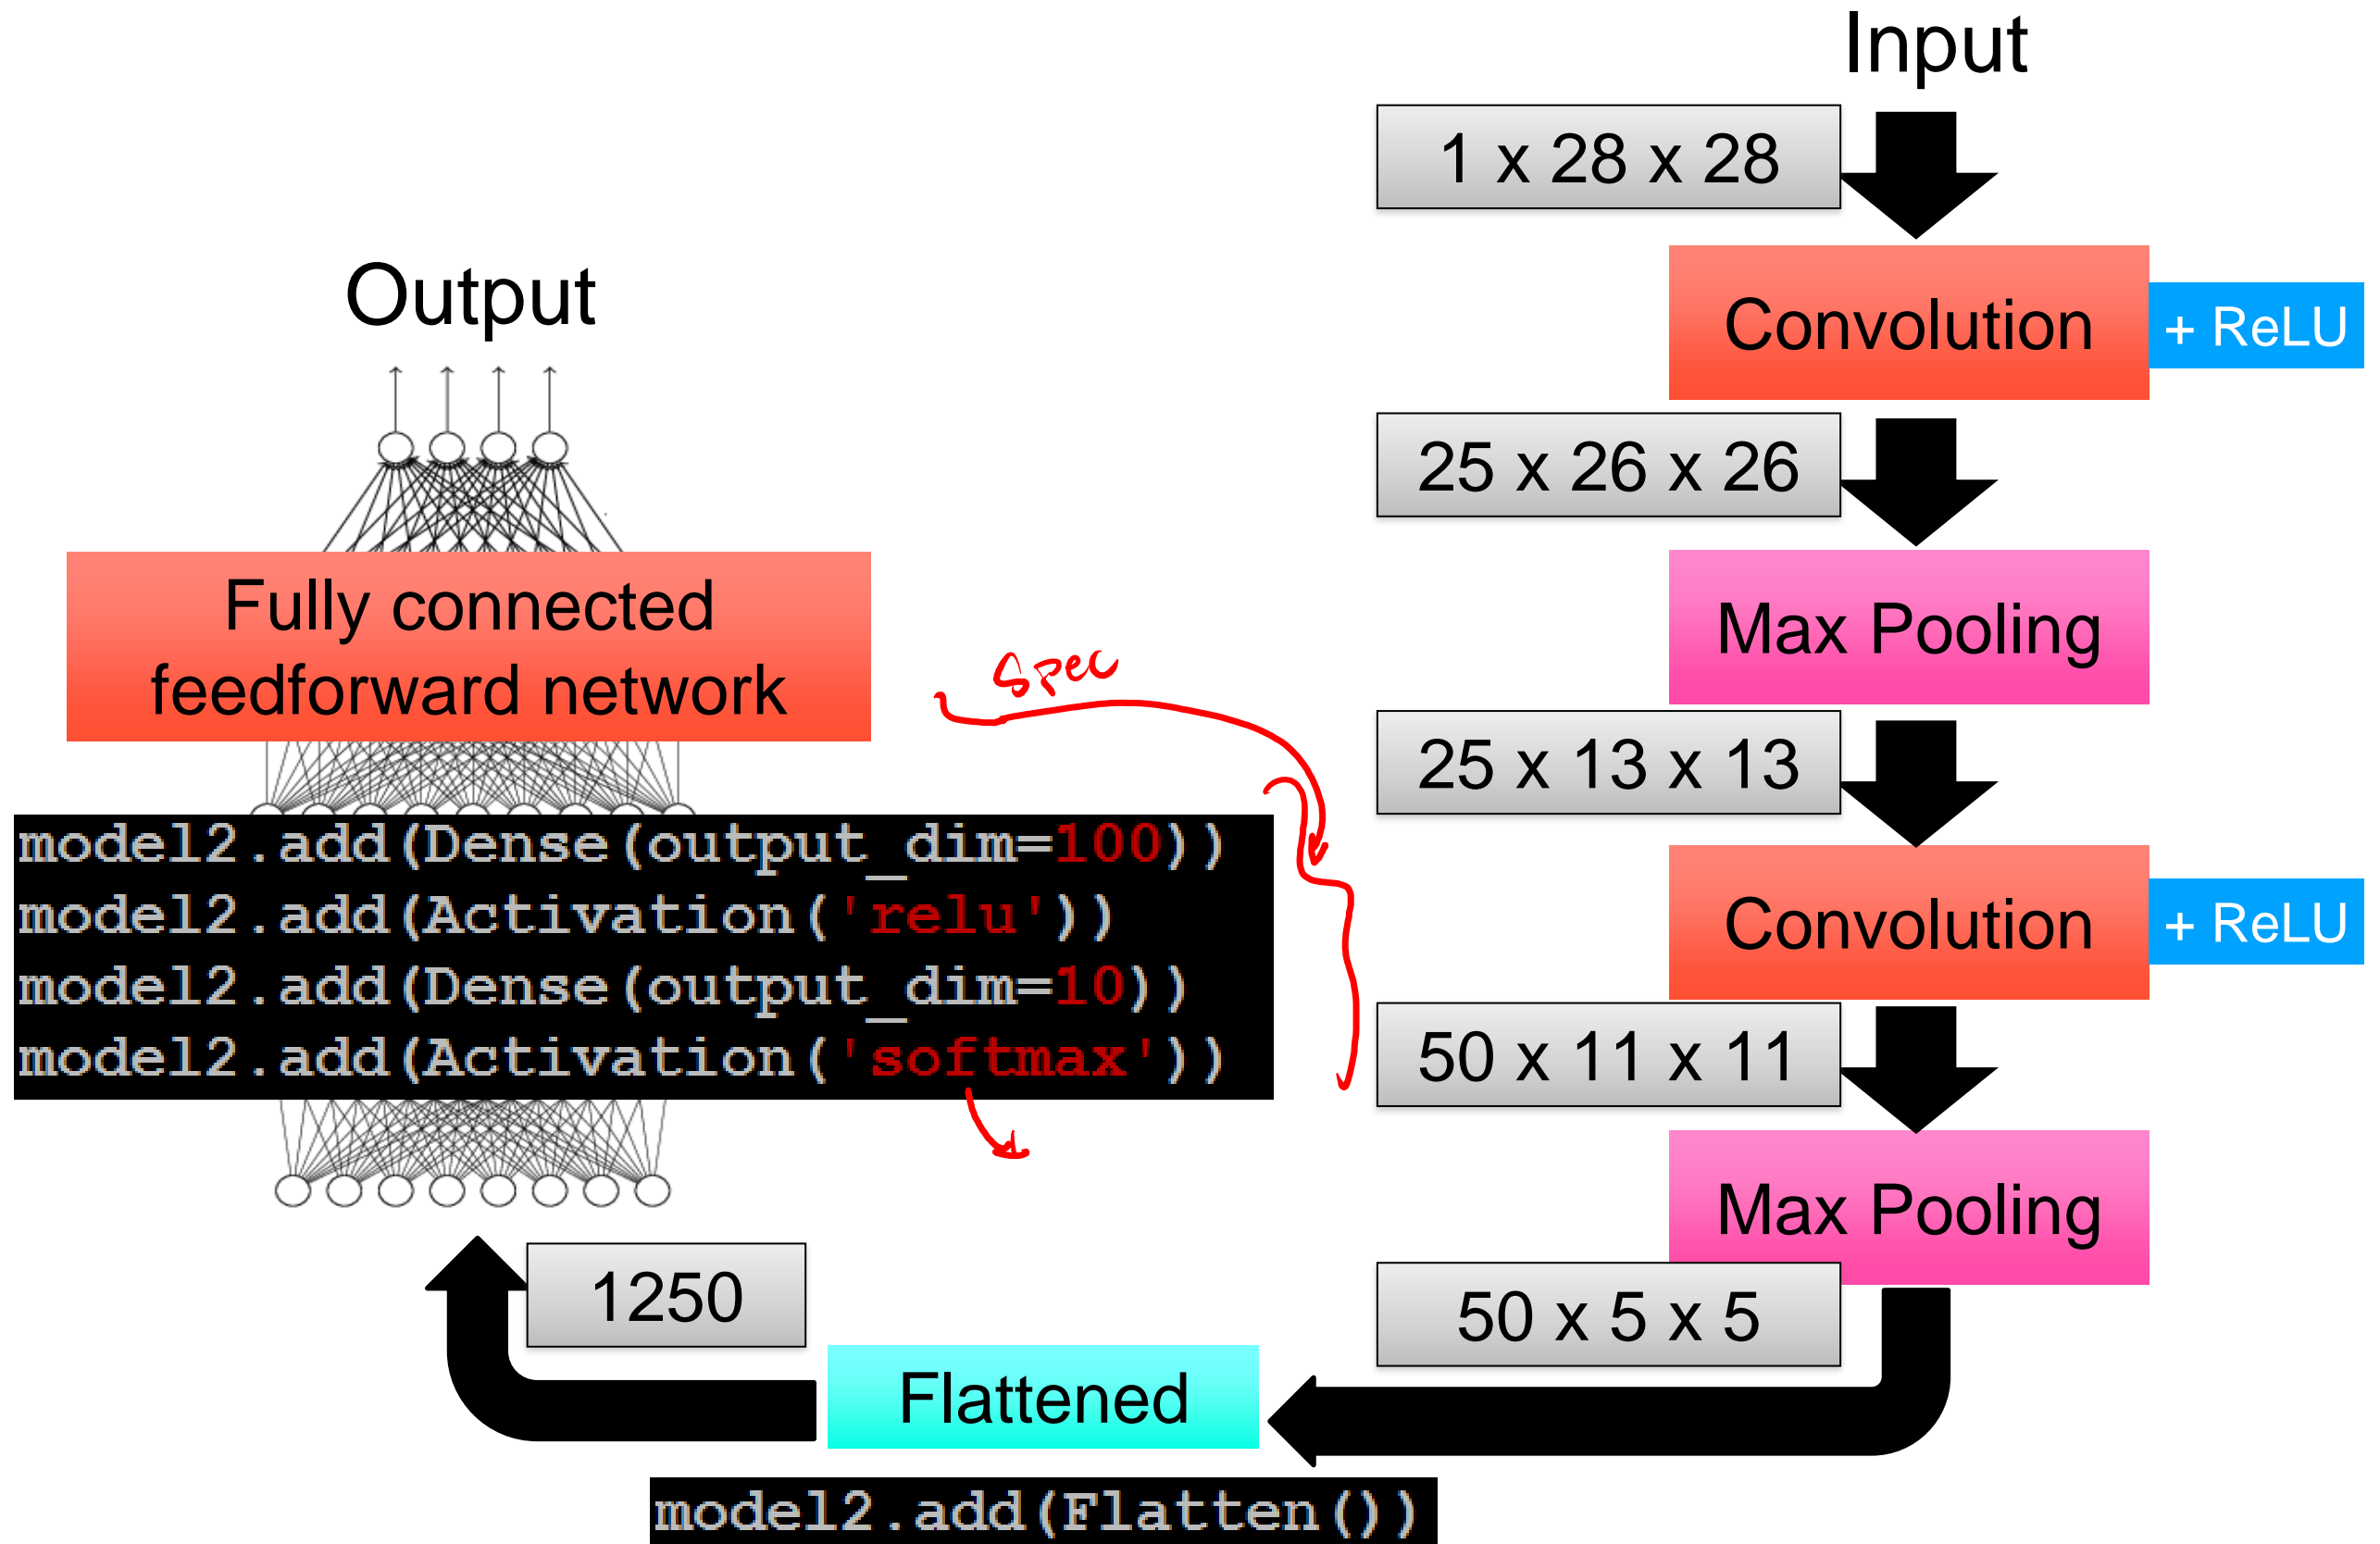 Input
1 x 28 x 28
Convolution
+ ReLU
25 x 26 x 26
Max Pooling
25 x 13 x 13
Convolution
+ ReLU
50 x 11 x 11
Max Pooling
50 x 5 x 5
Output
Fully connected
feedforward network
Spec
model2.add(Dense(output_dim=100))
model2.add(Activation('relu'))
model2.add(Dense(output_dim=10))
model2.add(Activation('softmax'))
1250
Flattened
model2.add(Flatten())